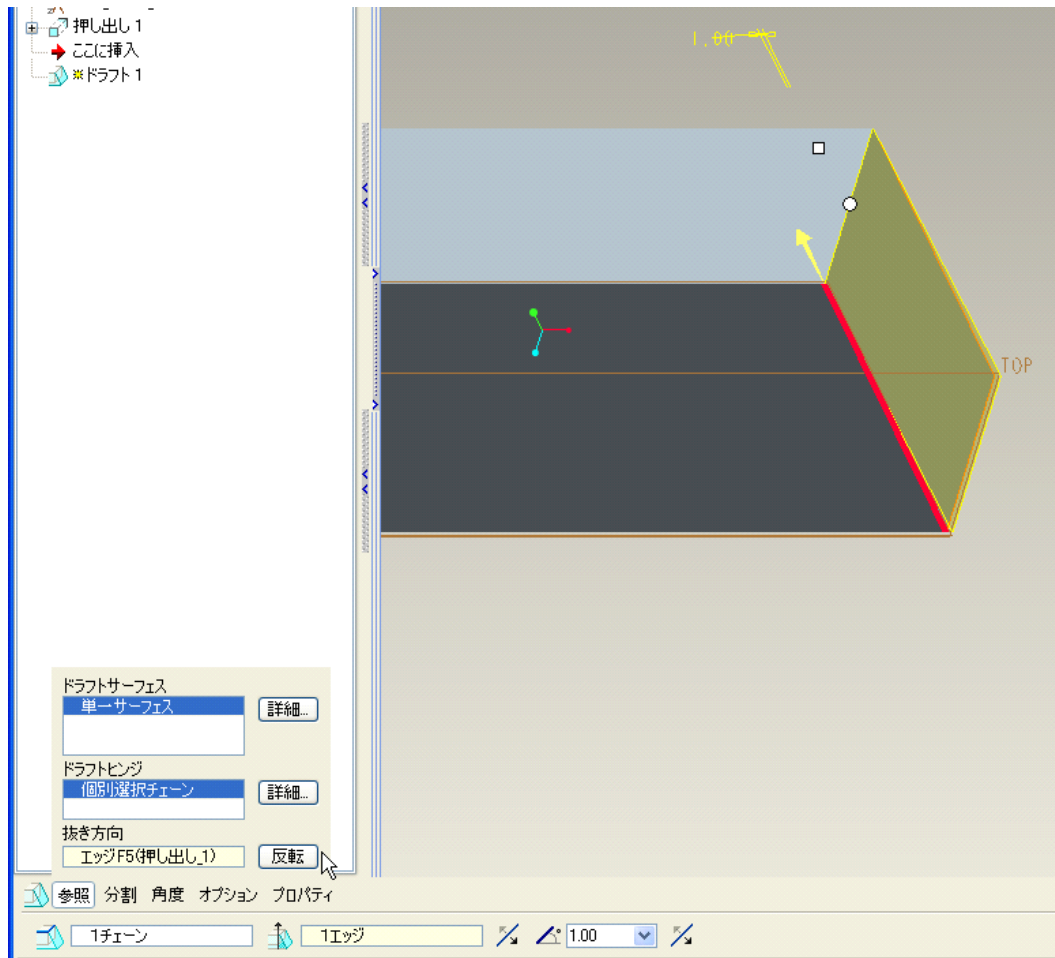 押し出し 1
ここに挿入
※ドラフト 1
1.00
TOP
ドラフトサーフェス
単一サーフェス
詳細...
ドラフトヒンジ
個別選択チェーン
詳細...
抜き方向
エッジF5(押し出し_1)
反転
参照 分割 角度 オプション プロパティ
1チェーン
1エッジ
1.00